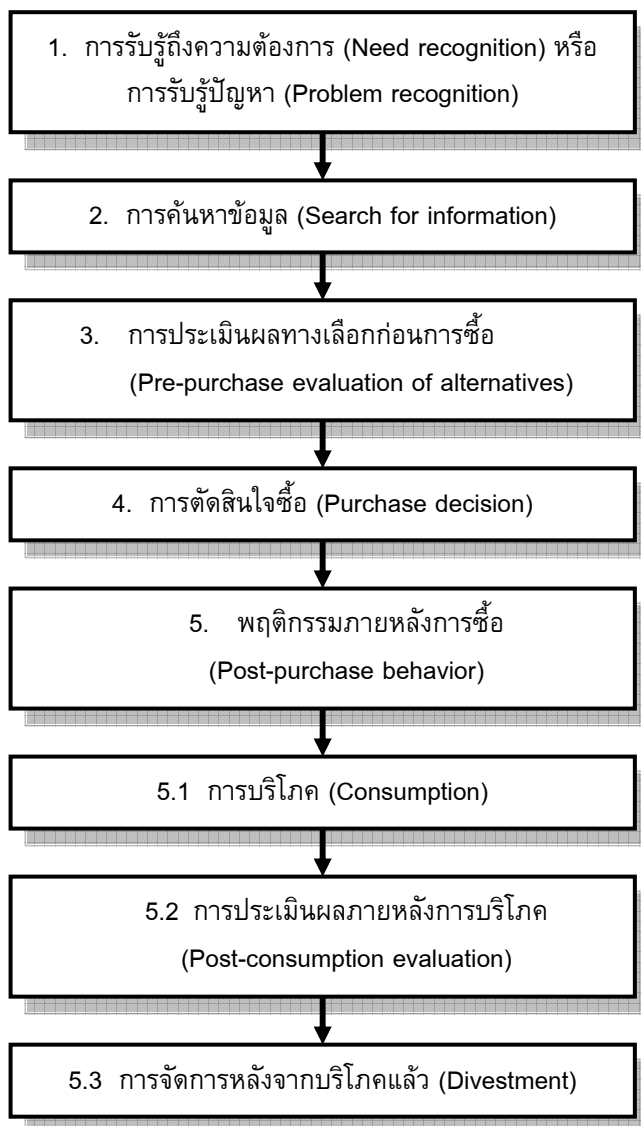 1. การรับรู้ถึงความต้องการ (Need recognition) หรือ
การรับรู้ปัญหา (Problem recognition)
2. การค้นหาข้อมูล (Search for information)
3. การประเมินผลทางเลือกก่อนการซื้อ
(Pre-purchase evaluation of alternatives)
4. การตัดสินใจซื้อ (Purchase decision)
5. พฤติกรรมภายหลังการซื้อ
(Post-purchase behavior)
5.1 การบริโภค (Consumption)
5.2 การประเมินผลภายหลังการบริโภค
(Post-consumption evaluation)
5.3 การจัดการหลังจากบริโภคแล้ว (Divestment)